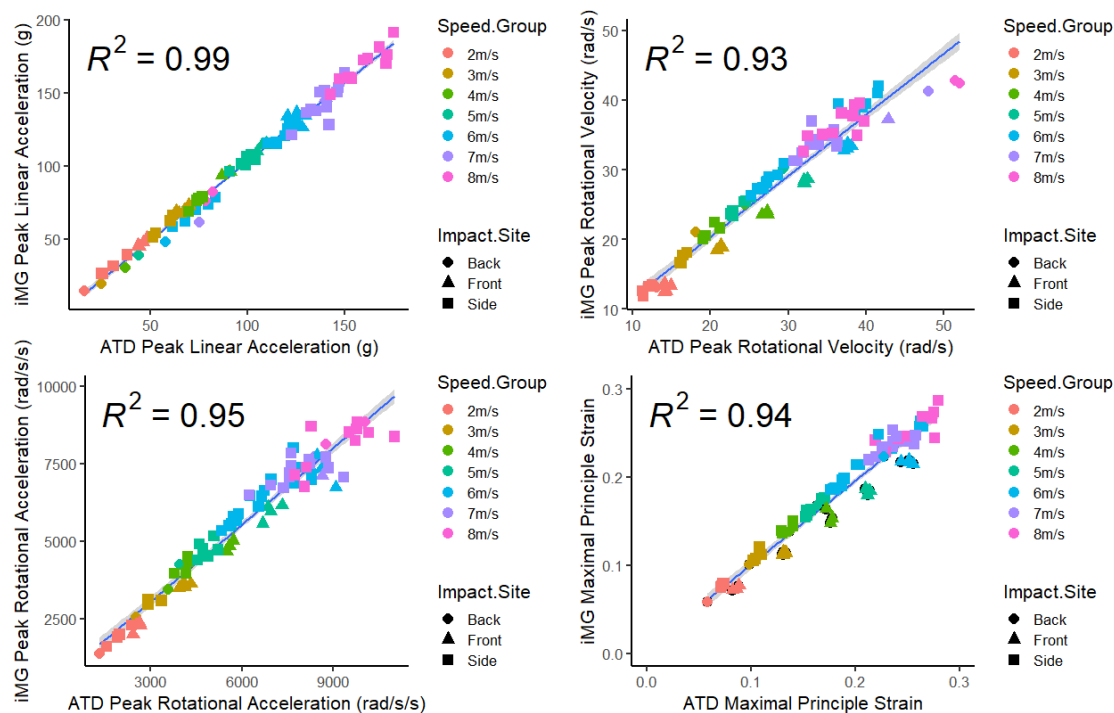 iMG Peak Linear Acceleration (g)
200
150
100
50
R² = 0.99
50
100
150
ATD Peak Linear Acceleration (g)
Speed.Group
2m/s
3m/s
4m/s
5m/s
6m/s
7m/s
8m/s
Impact.Site
Back
Front
Side
iMG Peak Rotational Velocity (rad/s)
50
40
30
20
10
R² = 0.93
10
20
30
40
50
ATD Peak Rotational Velocity (rad/s)
Speed.Group
2m/s
3m/s
4m/s
5m/s
6m/s
7m/s
8m/s
Impact.Site
Back
Front
Side
iMG Peak Rotational Acceleration (rad/s/s)
10000
7500
5000
2500
R² = 0.95
3000
6000
9000
ATD Peak Rotational Acceleration (rad/s/s)
Speed.Group
2m/s
3m/s
4m/s
5m/s
6m/s
7m/s
8m/s
Impact.Site
Back
Front
Side
iMG Maximal Principle Strain
0.3
0.2
0.1
0.0
R² = 0.94
0.0
0.1
0.2
0.3
ATD Maximal Principle Strain
Speed.Group
2m/s
3m/s
4m/s
5m/s
6m/s
7m/s
8m/s
Impact.Site
Back
Front
Side